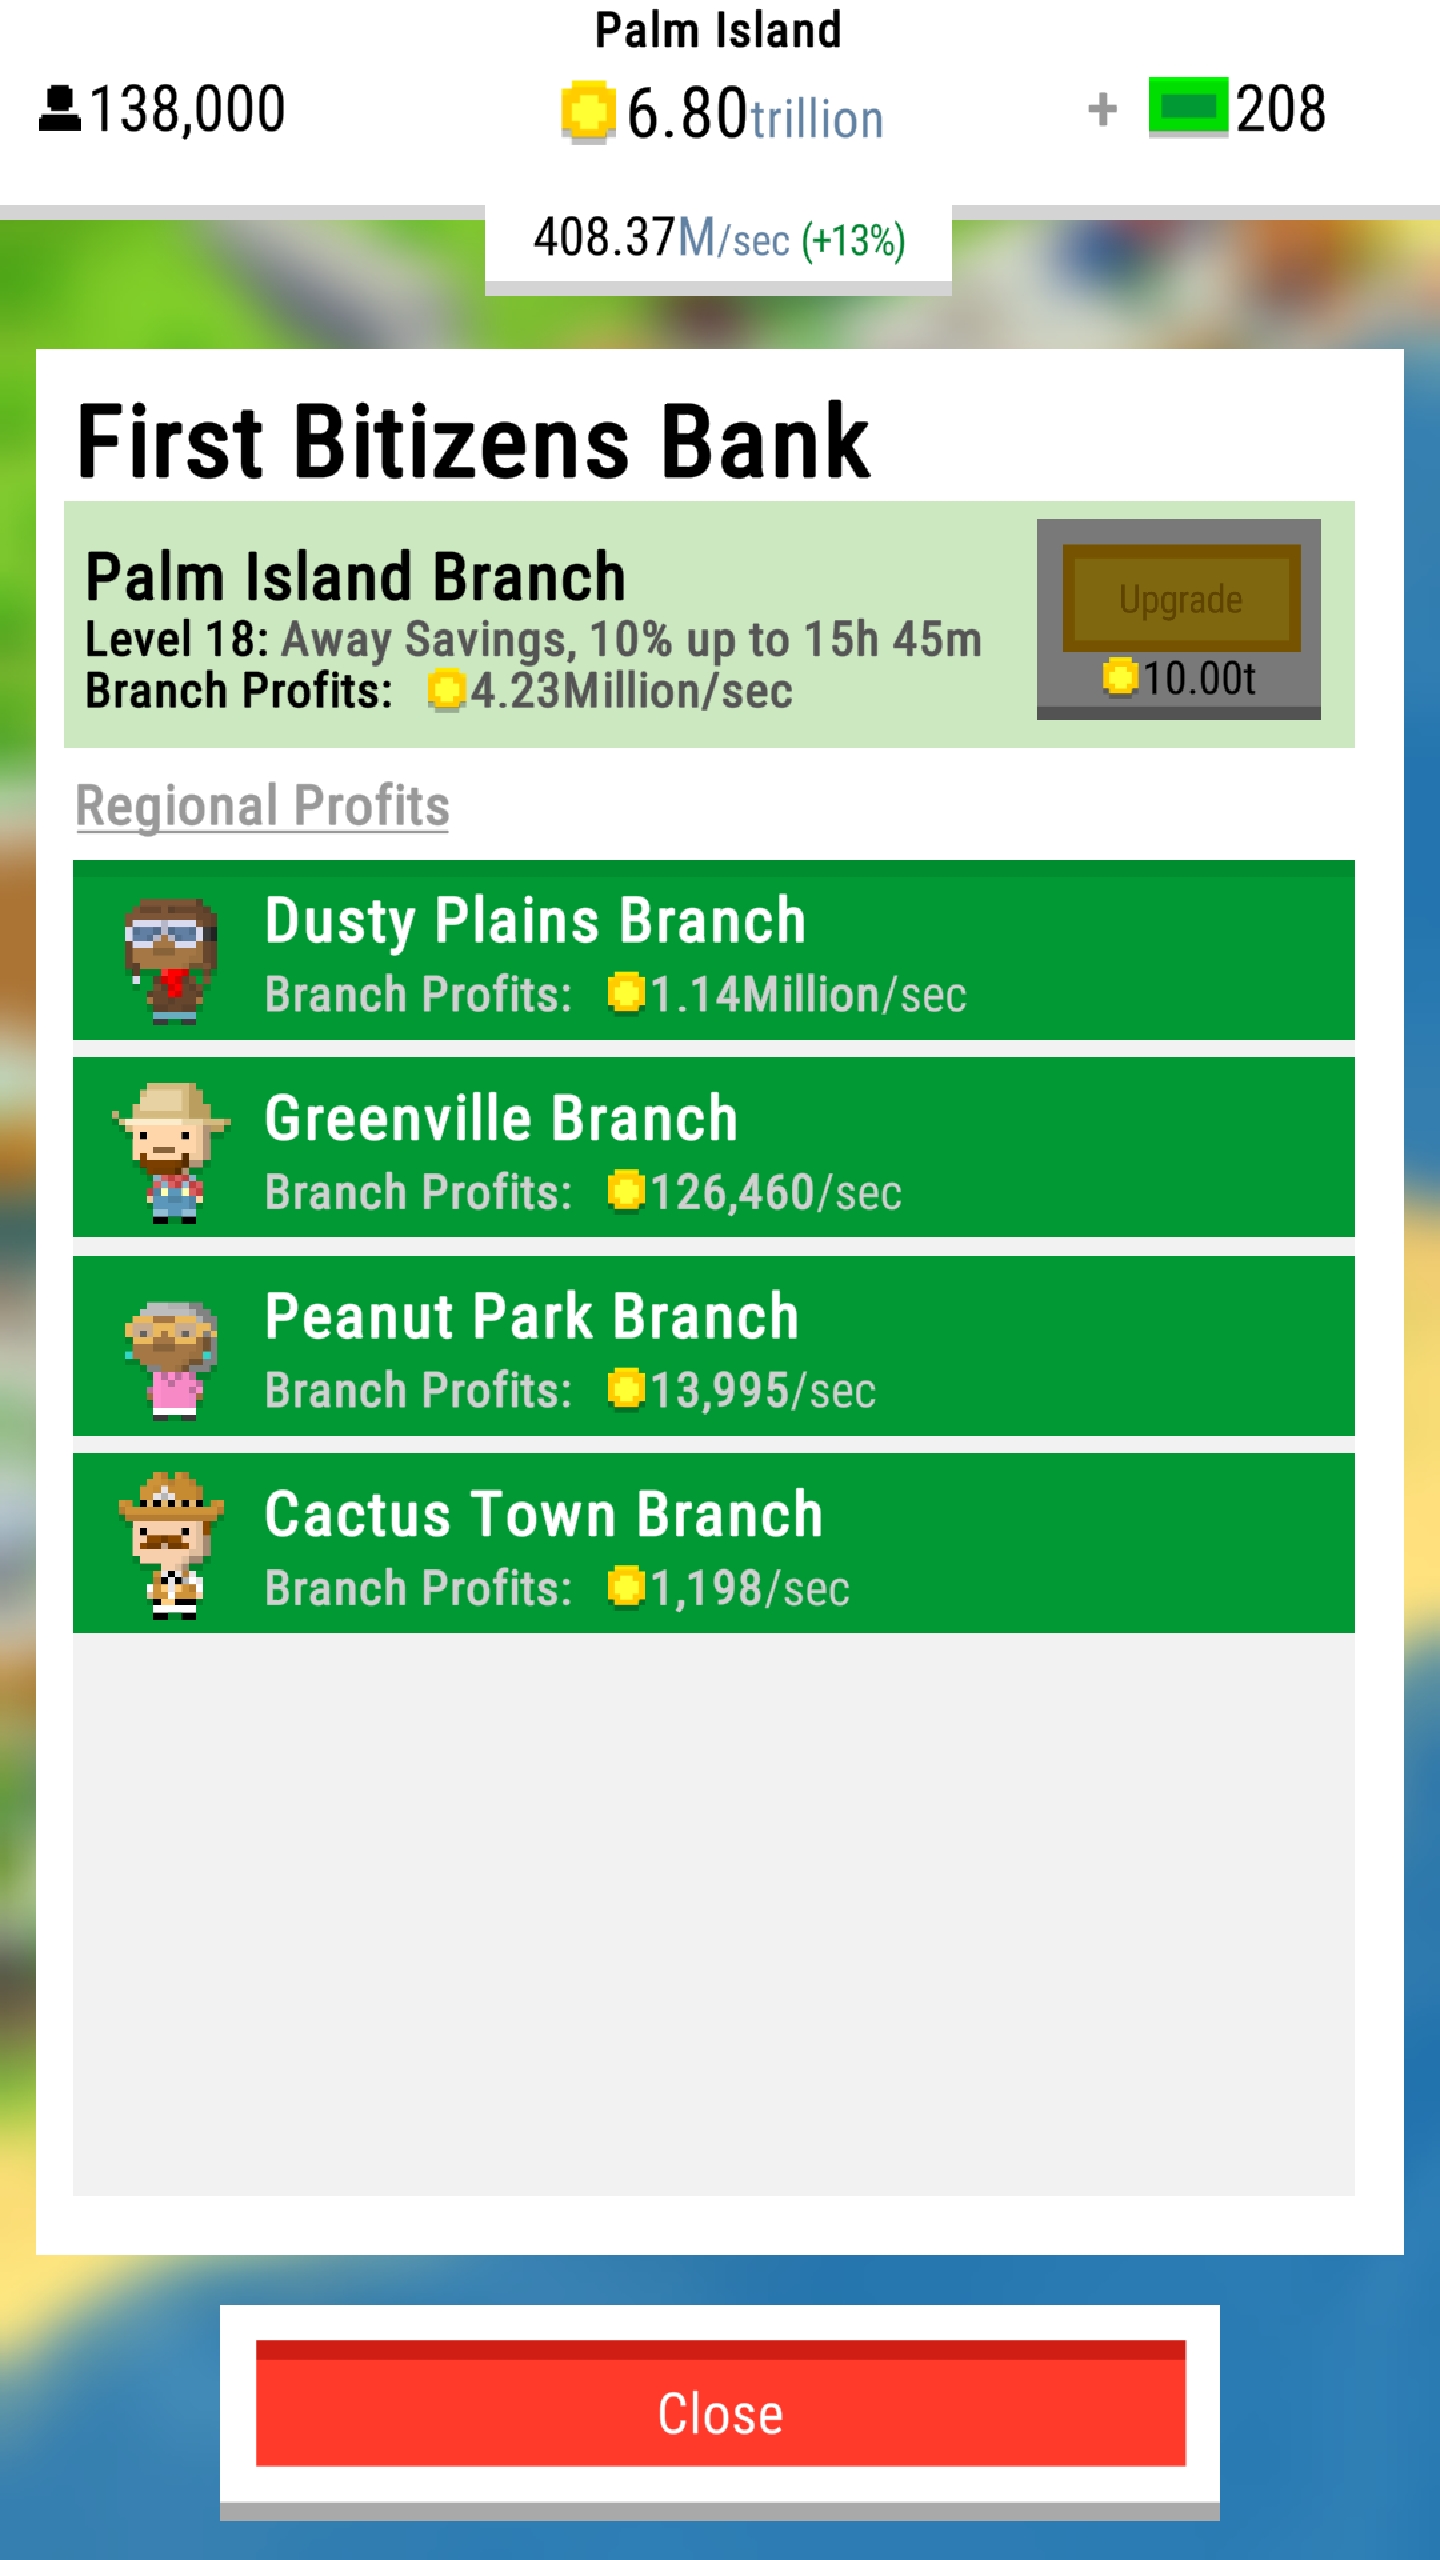 Palm Island
138,000
6.80trillion
+ 208
408.37M/sec (+13%)
First Bitizens Bank
Palm Island Branch
Level 18: Away Savings, 10% up to 15h 45m
Branch Profits: 4.23Million/sec
Upgrade
10.00t
Regional Profits
Dusty Plains Branch
Branch Profits: 1.14Million/sec
Greenville Branch
Branch Profits: 126,460/sec
Peanut Park Branch
Branch Profits: 13,995/sec
Cactus Town Branch
Branch Profits: 1,198/sec
Close